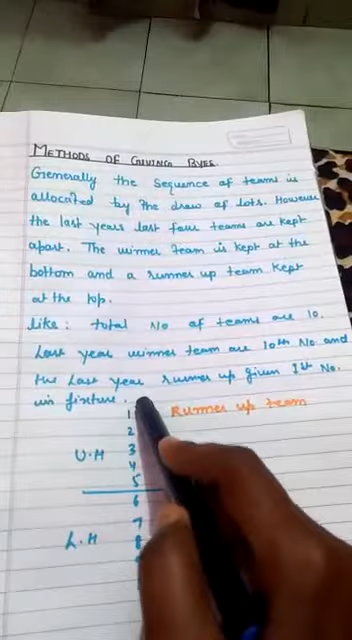 METHODS OF GIVING BYES
Generally the sequence of teams is
allocated by the draw of lots. However
the last years last four teams are kept
apart. The winner team is kept at the
bottom and a runner up team kept
at the top.
like: total No of teams are 10.
Last year winner team are 10th No and
the last year runner up given 1st No.
in fixture.
1 Runner up team
2
U.H 3
4
5
6
7
L.H 8